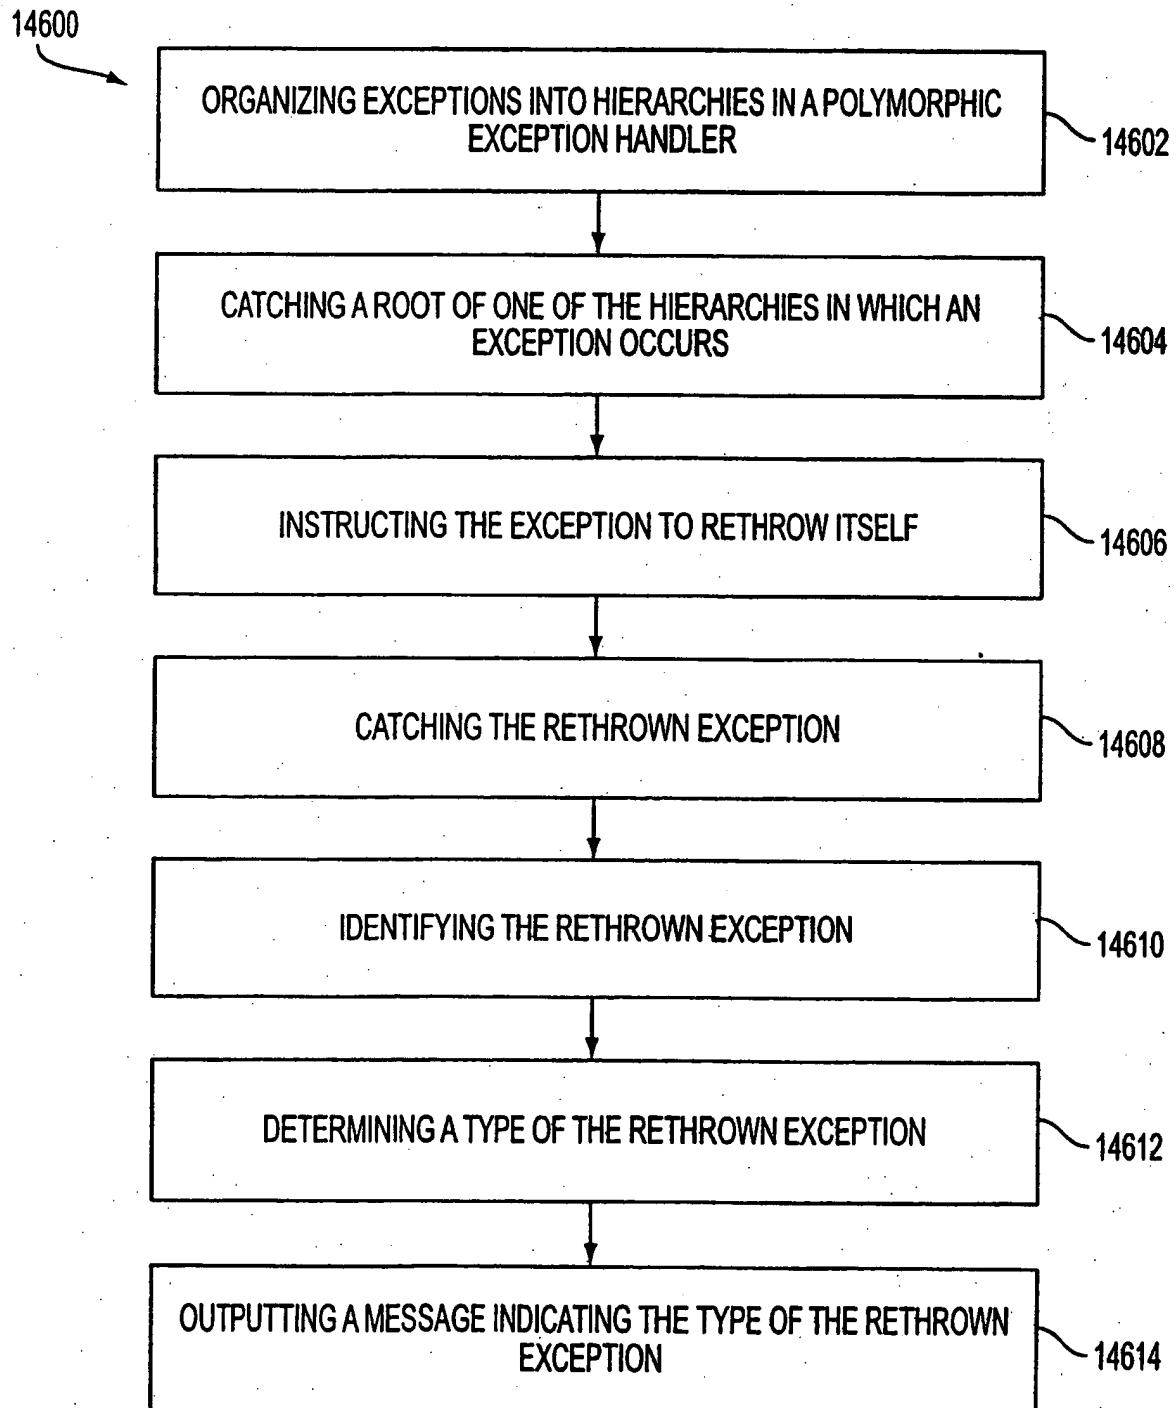 14600
ORGANIZING EXCEPTIONS INTO HIERARCHIES IN A POLYMORPHIC
EXCEPTION HANDLER
14602
CATCHING A ROOT OF ONE OF THE HIERARCHIES IN WHICH AN
EXCEPTION OCCURS
14604
INSTRUCTING THE EXCEPTION TO RETHROW ITSELF
14606
CATCHING THE RETHROWN EXCEPTION
14608
IDENTIFYING THE RETHROWN EXCEPTION
14610
DETERMINING A TYPE OF THE RETHROWN EXCEPTION
14612
OUTPUTTING A MESSAGE INDICATING THE TYPE OF THE RETHROWN
EXCEPTION
14614